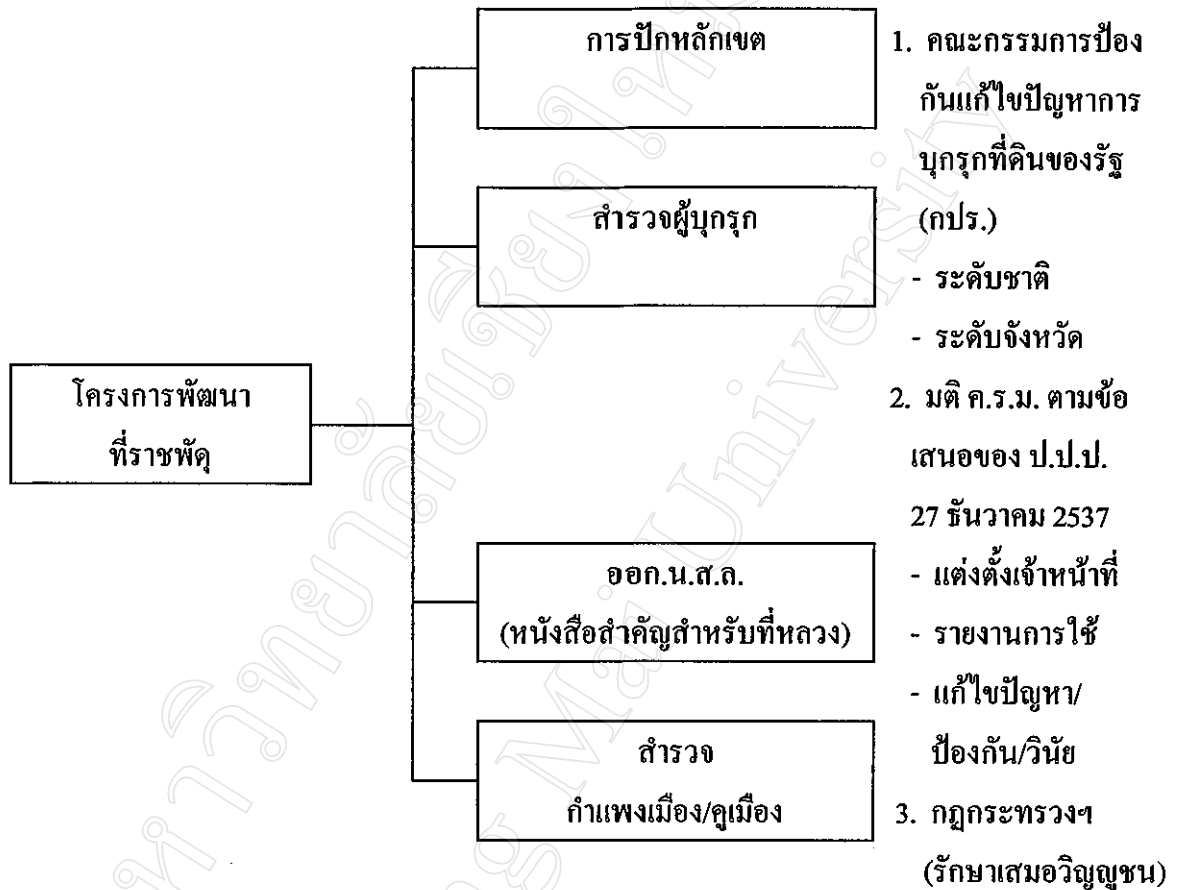 การปักหลักเขต
สำรวจผู้บุกรุก
โครงการพัฒนา
ที่ราชพัดุ
ออก.น.ส.ล.
(หนังสือสำคัญสำหรับที่หลวง)
สำรวจ
กำแพงเมือง/คูเมือง
1. คณะกรรมการป้อง
กันแก้ไขปัญหาการ
บุกรุกที่ดินของรัฐ
(กปร.)
- ระดับชาติ
- ระดับจังหวัด
2. มติ ค.ร.ม. ตามข้อ
เสนอของ ป.ป.ป.
27 ธันวาคม 2537
- แต่งตั้งเจ้าหน้าที่
- รายงานการใช้
- แก้ไขปัญหา/
ป้องกัน/วินัย
3. กฎกระทรวงฯ
(รักษาเสมอวิญญูชน)